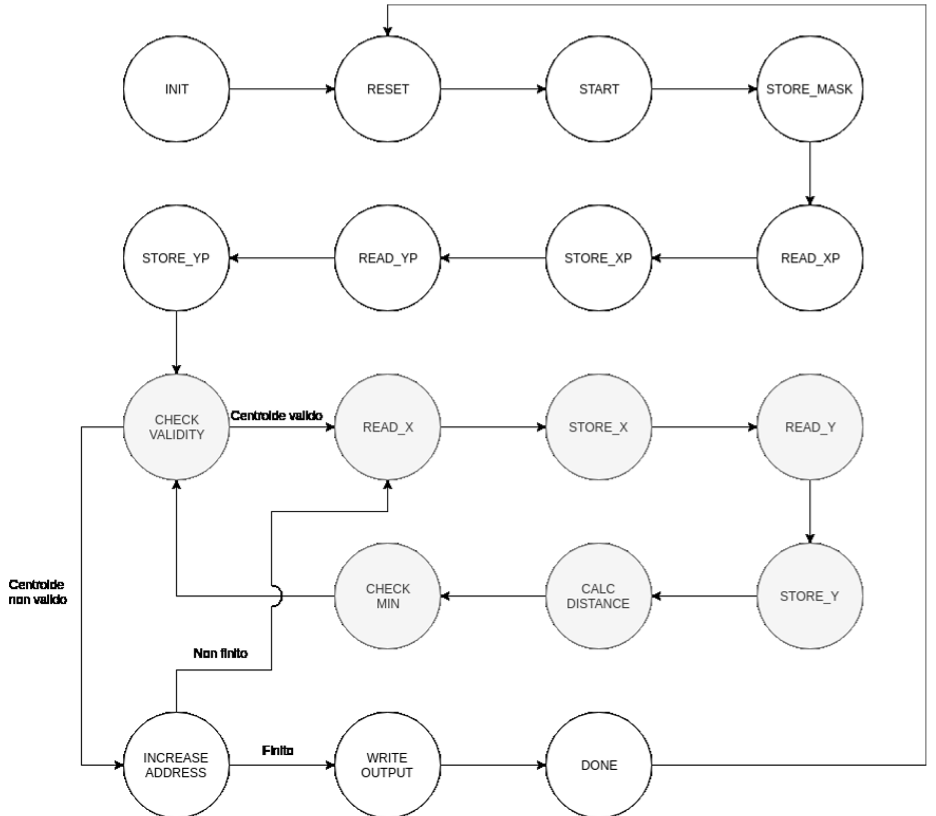 INIT
RESET
START
STORE_MASK
STORE_YP
READ_YP
STORE_XP
READ_XP
CHECK
VALIDITY
Centroide valido
READ_X
STORE_X
READ_Y
Centroide
non valido
CHECK
MIN
CALC
DISTANCE
STORE_Y
Non finito
INCREASE
ADDRESS
Finito
WRITE
OUTPUT
DONE